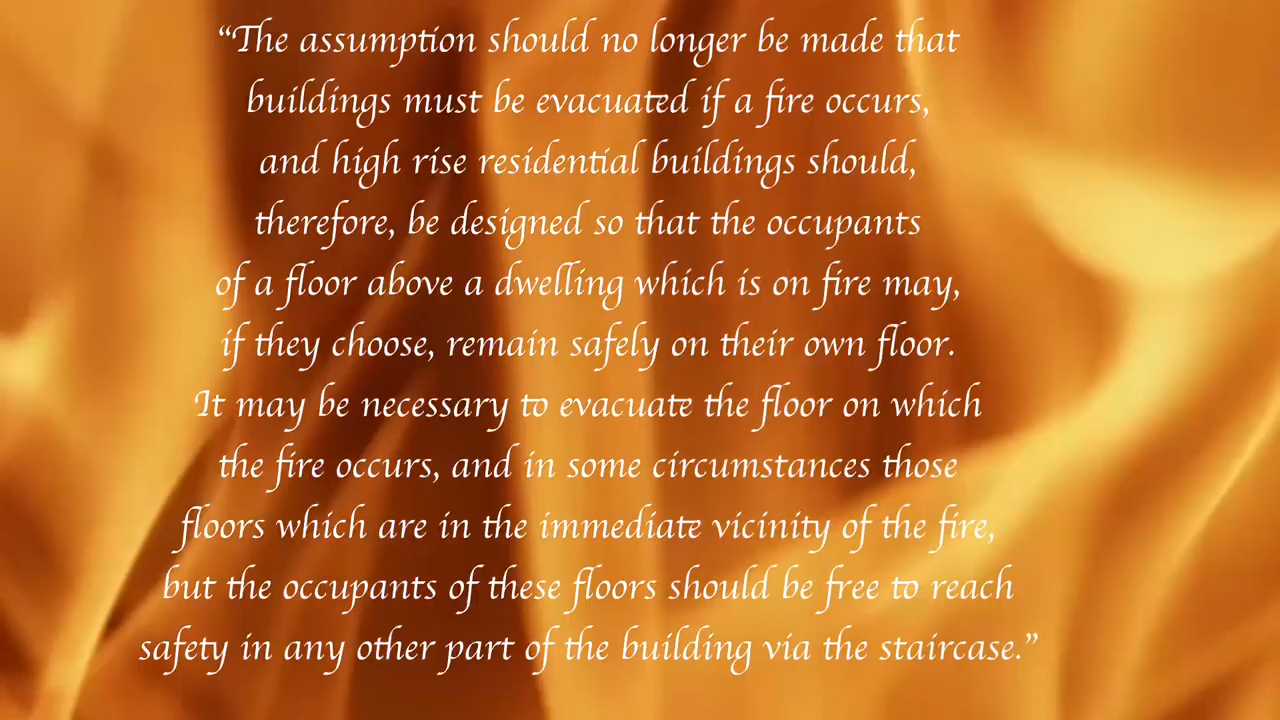 “The assumption should no longer be made that
buildings must be evacuated if a fire occurs,
and high rise residential buildings should,
therefore, be designed so that the occupants
of a floor above a dwelling which is on fire may,
if they choose, remain safely on their own floor.
It may be necessary to evacuate the floor on which
the fire occurs, and in some circumstances those
floors which are in the immediate vicinity of the fire,
but the occupants of these floors should be free to reach
safety in any other part of the building via the staircase.”